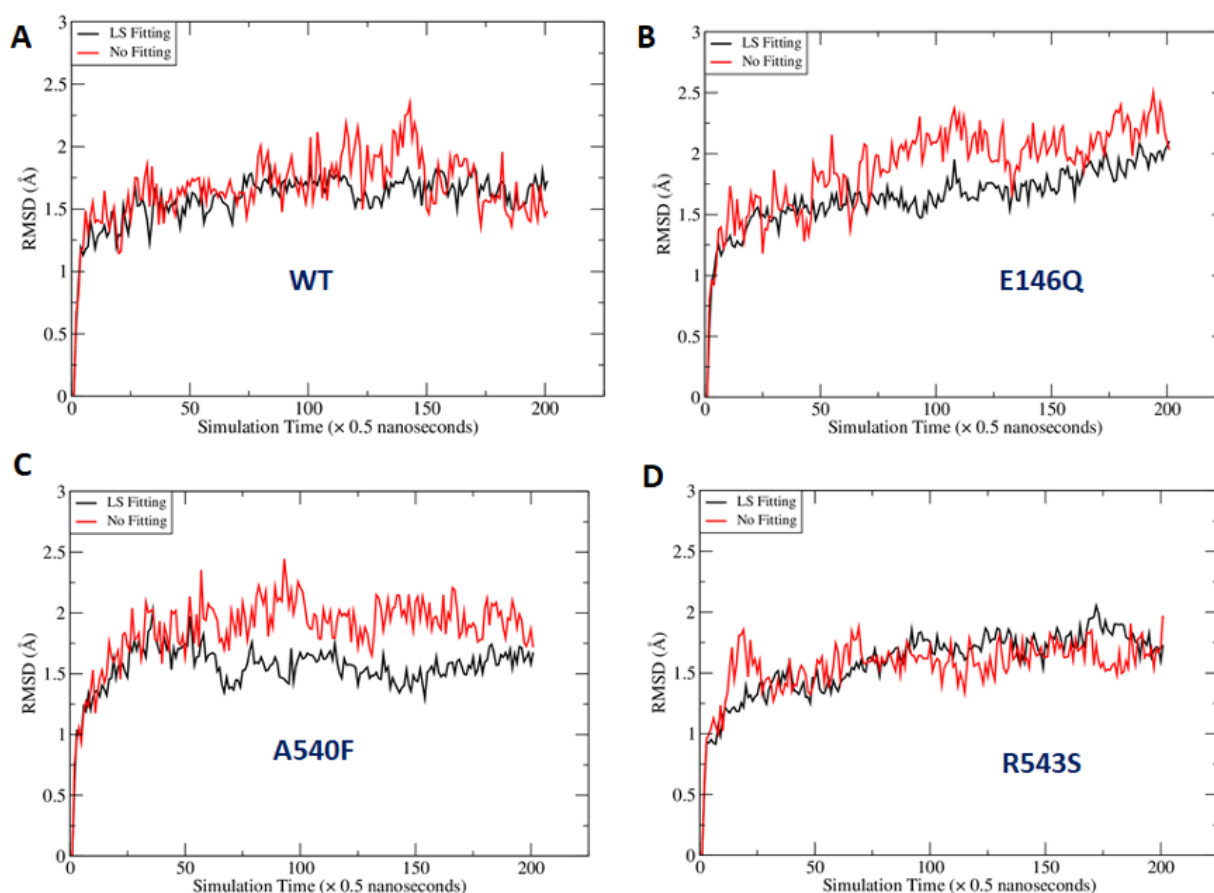 A
LS Fitting
No Fitting
3
2.5
2
1.5
1
0.5
0
RMSD (Å)
WT
0 50 100 150 200
Simulation Time (× 0.5 nanoseconds)
B
LS Fitting
No Fitting
3
2.5
2
1.5
1
0.5
0
RMSD (Å)
E146Q
0 50 100 150 200
Simulation Time (× 0.5 nanoseconds)
C
LS Fitting
No Fitting
3
2.5
2
1.5
1
0.5
0
RMSD (Å)
A540F
0 50 100 150 200
Simulation Time (× 0.5 nanoseconds)
D
LS Fitting
No Fitting
3
2.5
2
1.5
1
0.5
0
RMSD (Å)
R543S
0 50 100 150 200
Simulation Time (× 0.5 nanoseconds)